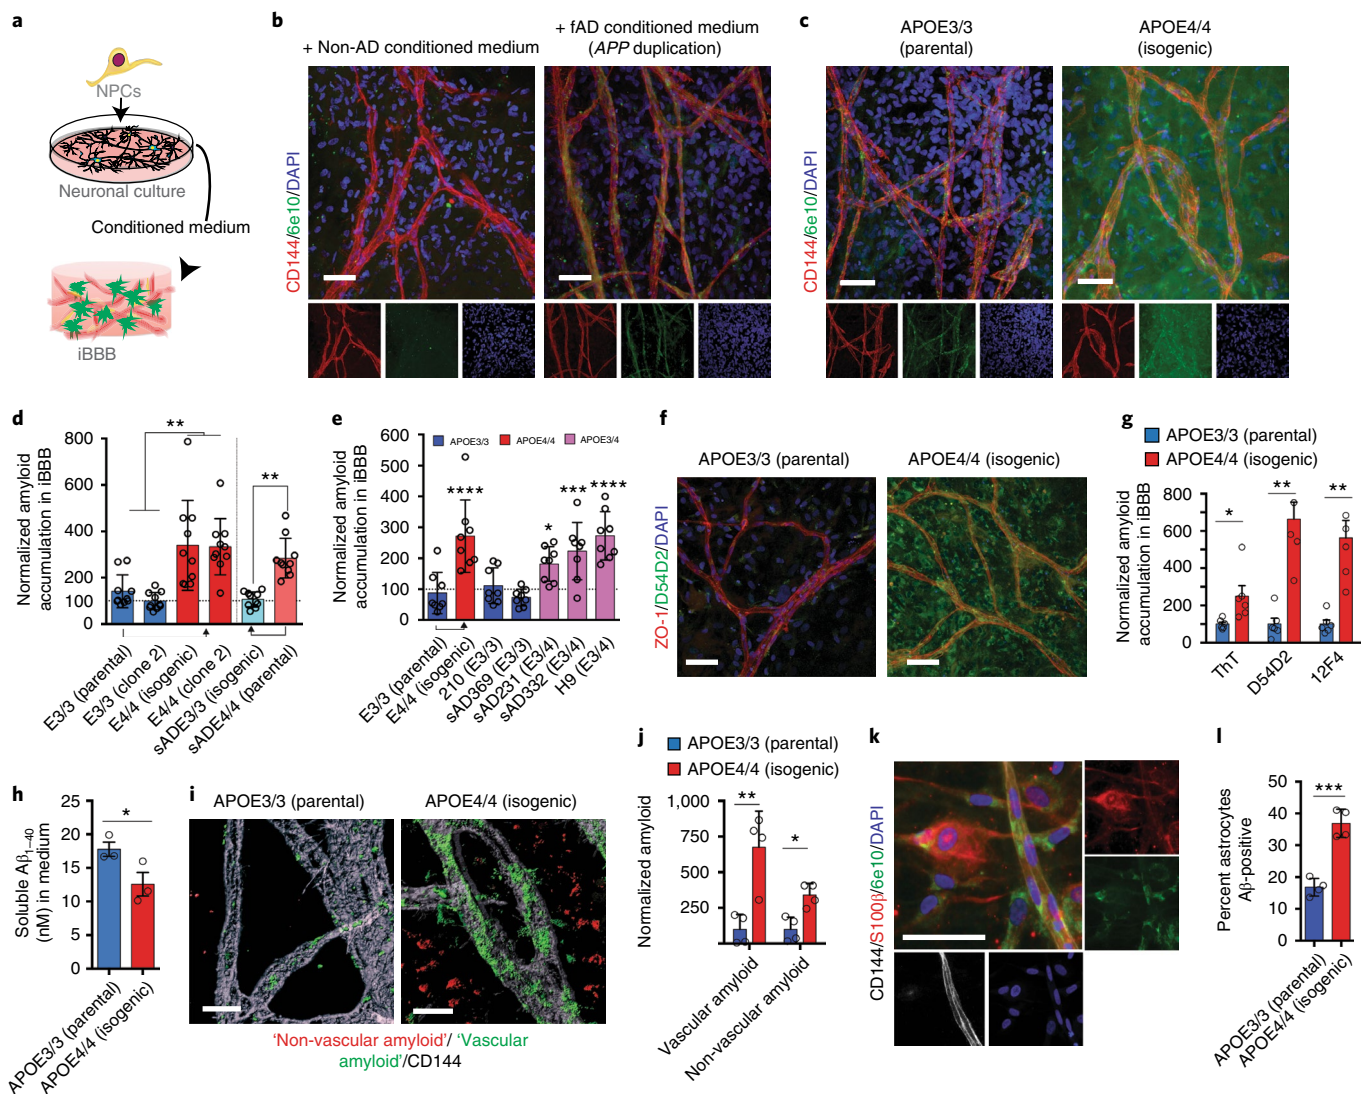 a
NPCs
Neuronal culture
Conditioned medium
iBBB
b
+ Non-AD conditioned medium
+ fAD conditioned medium
(APP duplication)
CD144/6e10/DAPI
c
APOE3/3
(parental)
APOE4/4
(isogenic)
CD144/6e10/DAPI
d
Normalized amyloid
accumulation in iBBB
800
600
400
200
100
0
**
**
E3/3 (parental)
E3/3 (clone 2)
E4/4 (isogenic)
E4/4 (clone 2)
sADE3/3 (isogenic)
sADE4/4 (parental)
e
Normalized amyloid
accumulation in iBBB
600
500
400
300
200
100
0
APOE3/3
APOE4/4
APOE3/4
****
*
***
****
E3/3 (parental)
E4/4 (isogenic)
210 (E3/3)
sAD369 (E3/3)
sAD231 (E3/4)
sAD332 (E3/4)
H9 (E3/4)
f
APOE3/3 (parental)
APOE4/4 (isogenic)
ZO-1/D54D2/DAPI
g
APOE3/3 (parental)
APOE4/4 (isogenic)
Normalized amyloid
accumulation in iBBB
800
600
400
200
100
0
*
**
**
ThT
D54D2
12F4
h
Soluble Aβ1–40
(nM) in medium
25
20
15
10
5
0
*
APOE3/3 (parental)
APOE4/4 (isogenic)
i
APOE3/3 (parental)
APOE4/4 (isogenic)
'Non-vascular amyloid'/ 'Vascular
amyloid'/CD144
j
APOE3/3 (parental)
APOE4/4 (isogenic)
Normalized amyloid
1,000
750
500
250
**
*
Vascular amyloid
Non-vascular amyloid
k
CD144/S100β/6e10/DAPI
l
Percent astrocytes
Aβ-positive
50
40
30
20
10
0
***
APOE3/3 (parental)
APOE4/4 (isogenic)